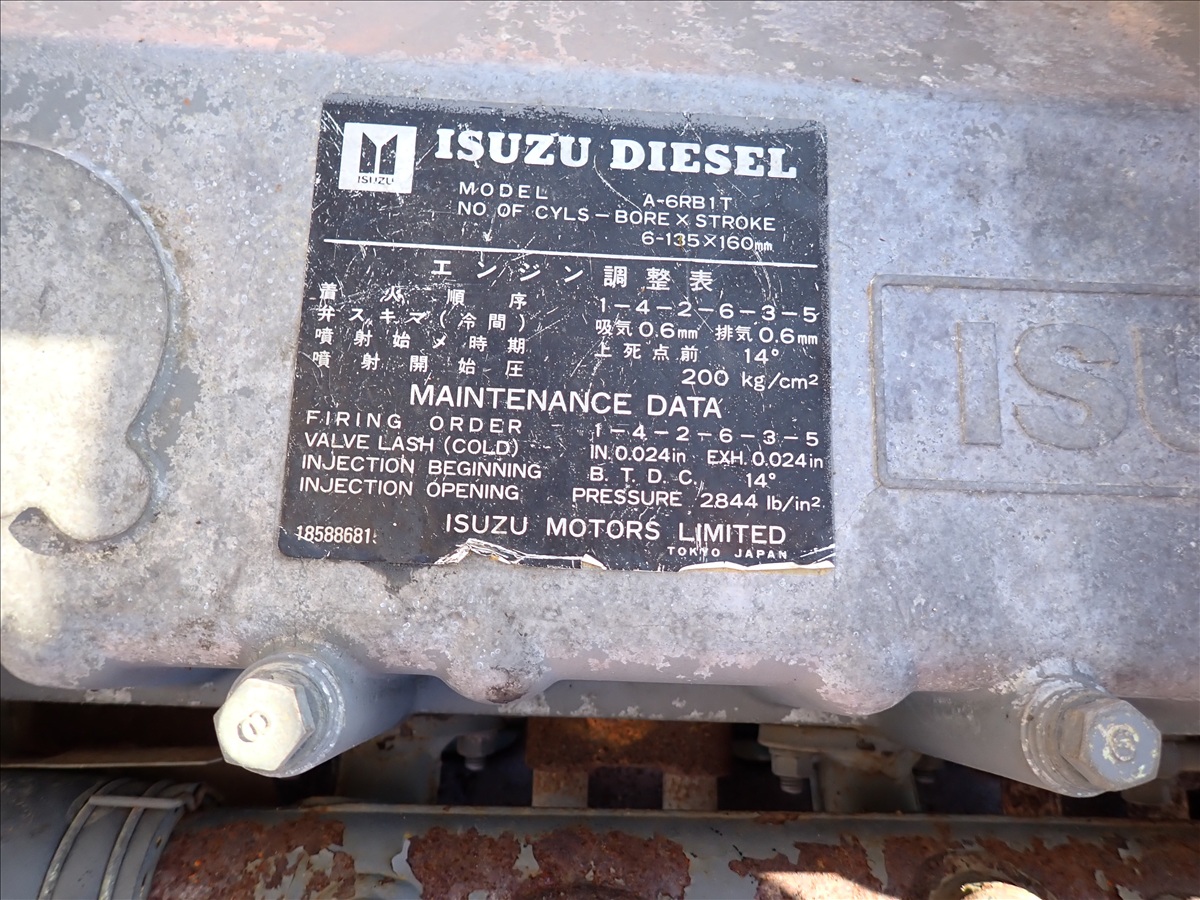 ISUZU
ISUZU DIESEL
MODEL A-6RB1T
NO OF CYLS - BORE X STROKE
6-135×160mm
エンジン調整表
着火順序 1-4-2-6-3-5
弁スキマ(冷間) 吸気0.6mm 排気0.6mm
噴射始メ時期 上死点前 14°
噴射開始圧 200 kg/cm²
MAINTENANCE DATA
FIRING ORDER 1-4-2-6-3-5
VALVE LASH (COLD) IN. 0.024in EXH. 0.024in
INJECTION BEGINNING B. T. D. C. 14°
INJECTION OPENING PRESSURE 2844 lb/in²
ISUZU MOTORS LIMITED
TOKYO JAPAN
18588681
ISU
8